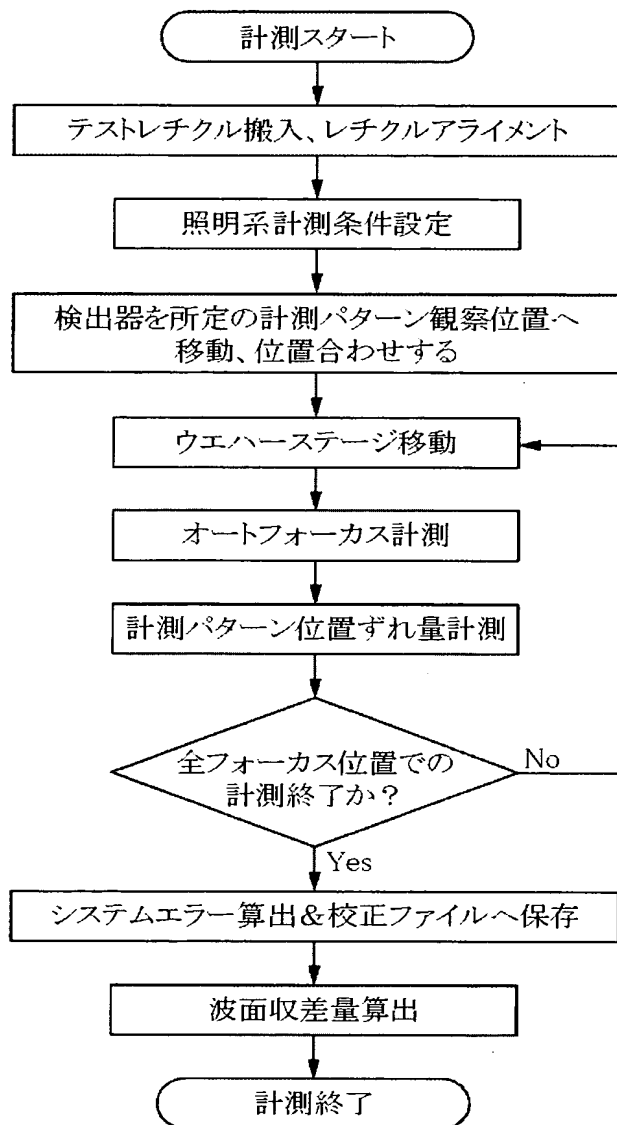 計測スタート
テストレチクル搬入、レチクルアライメント
照明系計測条件設定
検出器を所定の計測パターン観察位置へ
移動、位置合わせする
ウエハーステージ移動
オートフォーカス計測
計測パターン位置ずれ量計測
全フォーカス位置での
計測終了か?
No
Yes
システムエラー算出&校正ファイルへ保存
波面収差量算出
計測終了